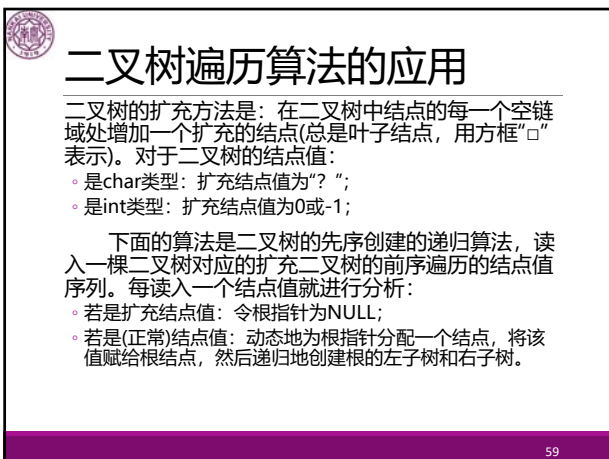 二叉树遍历算法的应用
二叉树的扩充方法是：在二叉树中结点的每一个空链
域处增加一个扩充的结点(总是叶子结点，用方框“□”
表示)。对于二叉树的结点值：
◦ 是char类型：扩充结点值为“？”;
◦ 是int类型：扩充结点值为0或-1；
下面的算法是二叉树的先序创建的递归算法，读
入一棵二叉树对应的扩充二叉树的前序遍历的结点值
序列。每读入一个结点值就进行分析：
◦ 若是扩充结点值：令根指针为NULL；
◦ 若是(正常)结点值：动态地为根指针分配一个结点，将该
值赋给根结点，然后递归地创建根的左子树和右子树。
59